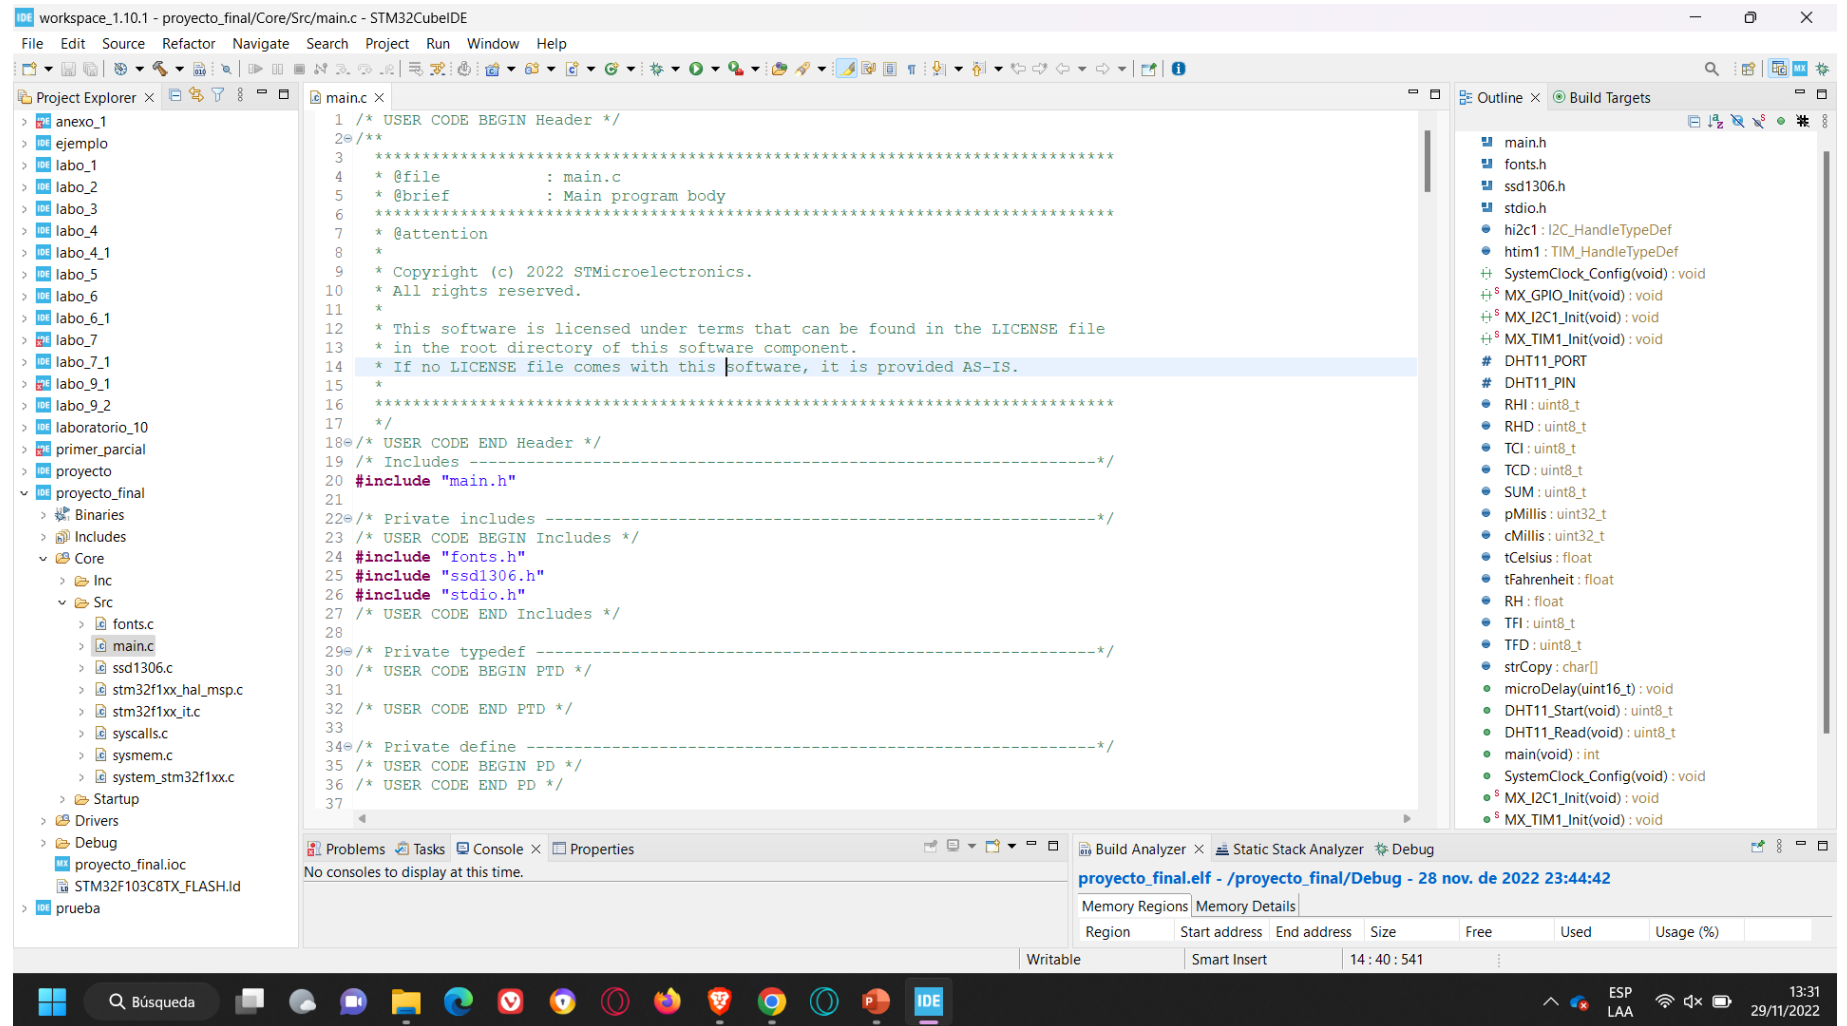 workspace_1.10.1 - proyecto_final/Core/Src/main.c - STM32CubeIDE
File Edit Source Refactor Navigate Search Project Run Window Help
Project Explorer
anexo_1
ejemplo
labo_1
labo_2
labo_3
labo_4
labo_4_1
labo_5
labo_6
labo_6_1
labo_7
labo_7_1
labo_9_1
labo_9_2
laboratorio_10
primer_parcial
proyecto
proyecto_final
Binaries
Includes
Core
Inc
Src
fonts.c
main.c
ssd1306.c
stm32f1xx_hal_msp.c
stm32f1xx_it.c
syscalls.c
sysmem.c
system_stm32f1xx.c
Startup
Drivers
Debug
proyecto_final.ioc
STM32F103C8TX_FLASH.ld
prueba
main.c
1 /* USER CODE BEGIN Header */
2 /**
3 ******************************************************************************
4 * @file : main.c
5 * @brief : Main program body
6 ******************************************************************************
7 * @attention
8 *
9 * Copyright (c) 2022 STMicroelectronics.
10 * All rights reserved.
11 *
12 * This software is licensed under terms that can be found in the LICENSE file
13 * in the root directory of this software component.
14 * If no LICENSE file comes with this software, it is provided AS-IS.
15 *
16 ******************************************************************************
17 */
18 /* USER CODE END Header */
19 /* Includes ------------------------------------------------------------------*/
20 #include "main.h"
21
22 /* Private includes ----------------------------------------------------------*/
23 /* USER CODE BEGIN Includes */
24 #include "fonts.h"
25 #include "ssd1306.h"
26 #include "stdio.h"
27 /* USER CODE END Includes */
28
29 /* Private typedef -----------------------------------------------------------*/
30 /* USER CODE BEGIN PTD */
31
32 /* USER CODE END PTD */
33
34 /* Private define ------------------------------------------------------------*/
35 /* USER CODE BEGIN PD */
36 /* USER CODE END PD */
37
Outline Build Targets
main.h
fonts.h
ssd1306.h
stdio.h
hi2c1 : I2C_HandleTypeDef
htim1 : TIM_HandleTypeDef
SystemClock_Config(void) : void
MX_GPIO_Init(void) : void
MX_I2C1_Init(void) : void
MX_TIM1_Init(void) : void
DHT11_PORT
DHT11_PIN
RHI : uint8_t
RHD : uint8_t
TCI : uint8_t
TCD : uint8_t
SUM : uint8_t
pMillis : uint32_t
cMillis : uint32_t
tCelsius : float
tFahrenheit : float
RH : float
TFI : uint8_t
TFD : uint8_t
strCopy : char[]
microDelay(uint16_t) : void
DHT11_Start(void) : uint8_t
DHT11_Read(void) : uint8_t
main(void) : int
SystemClock_Config(void) : void
MX_I2C1_Init(void) : void
MX_TIM1_Init(void) : void
Problems Tasks Console Properties
No consoles to display at this time.
Build Analyzer Static Stack Analyzer Debug
proyecto_final.elf - /proyecto_final/Debug - 28 nov. de 2022 23:44:42
Memory Regions Memory Details
Region Start address End address Size Free Used Usage (%)
Writable Smart Insert 14 : 40 : 541
Búsqueda
IDE
ESP
LAA
13:31
29/11/2022